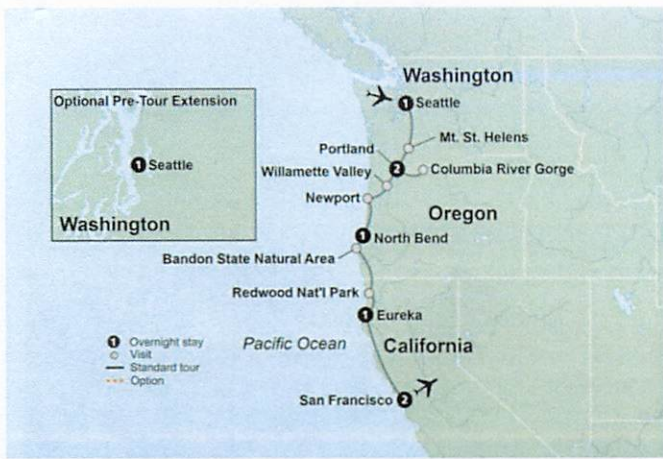 Optional Pre-Tour Extension
1 Seattle
Washington
Washington
1 Seattle
Mt. St. Helens
Portland
2
Columbia River Gorge
Willamette Valley
Newport
Oregon
1 North Bend
Bandon State Natural Area
Redwood Nat'l Park
1 Eureka
Pacific Ocean
California
San Francisco 2
1 Overnight stay
Visit
Standard tour
Option